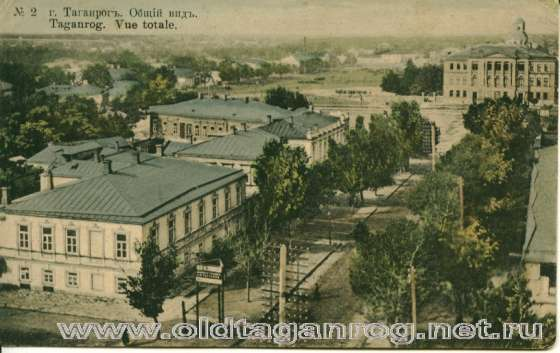 № 2 г. Таганрогъ. Общій видъ.
Taganrog. Vue totale.
www.oldtaganrog.net.ru